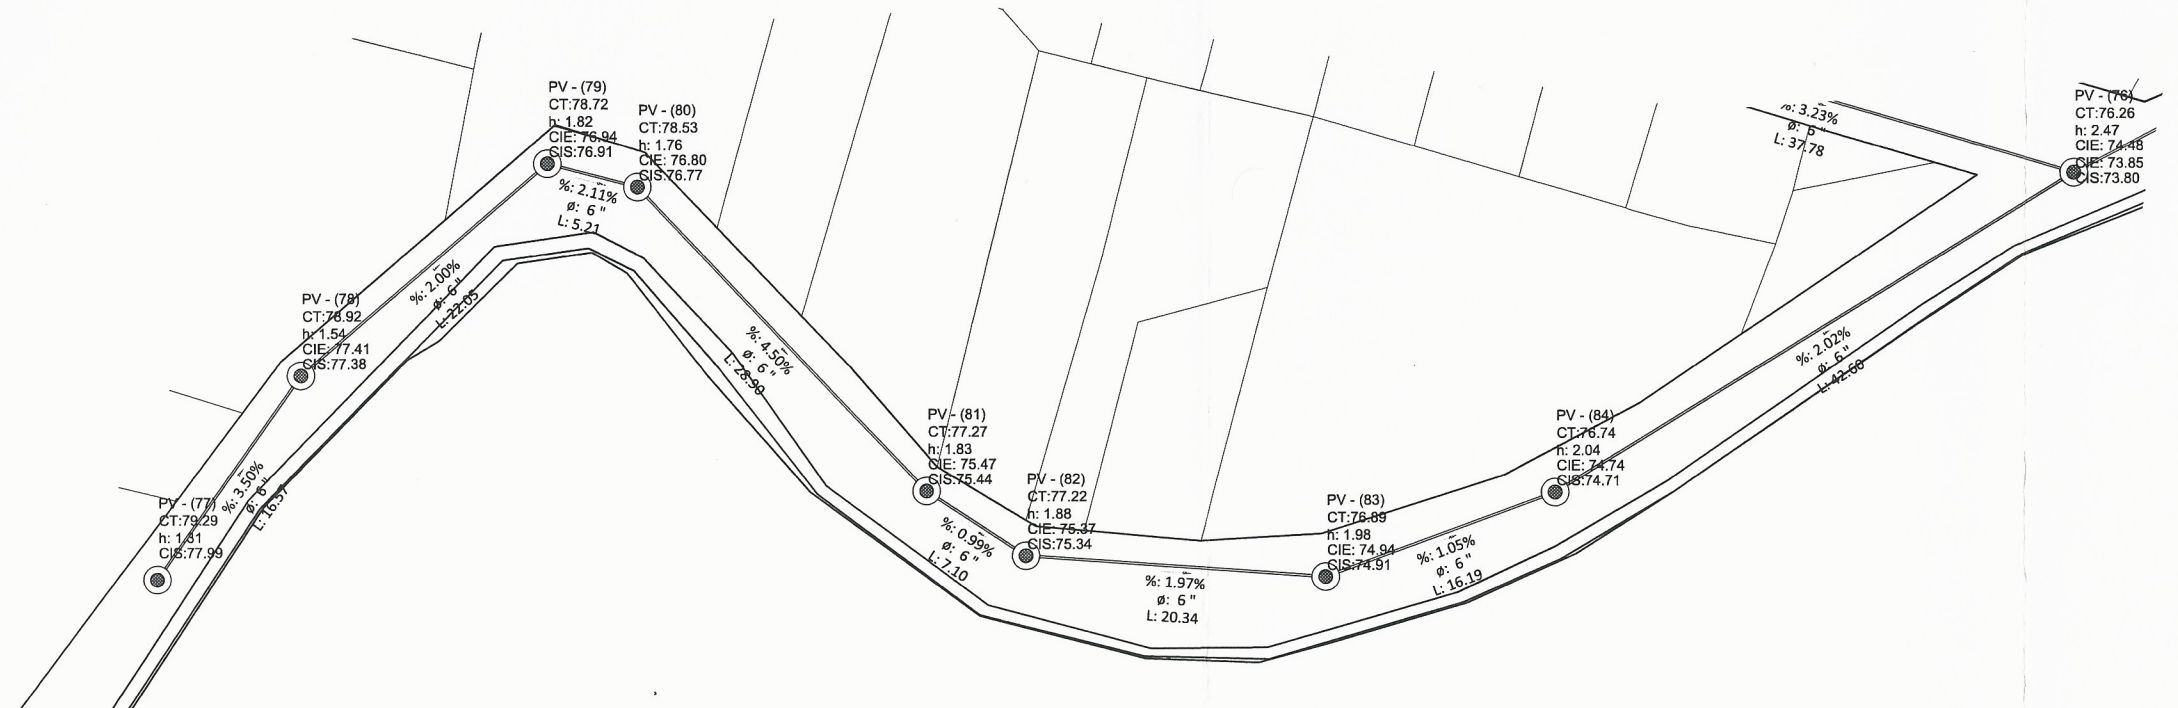 PV - (79)
CT:78.72
h: 1.82
CIE: 76.94
CIS:76.91
PV - (80)
CT:78.53
h: 1.76
CIE: 76.80
CIS:76.77
%: 2.11%
ø: 6 "
L: 5.21
%: 2.00%
ø: 6 "
L: 22.05
PV - (78)
CT:78.92
h: 1.54
CIE: 77.41
CIS:77.38
%: 3.50%
ø: 6 "
L: 16.57
PV - (77)
CT:79.29
h: 1.31
CIS:77.99
%: 4.50%
ø: 6 "
L: 28.90
PV - (81)
CT:77.27
h: 1.83
CIE: 75.47
CIS:75.44
%: 0.99%
ø: 6 "
L: 7.10
PV - (82)
CT:77.22
h: 1.88
CIE: 75.37
CIS:75.34
%: 1.97%
ø: 6 "
L: 20.34
PV - (83)
CT:76.89
h: 1.98
CIE: 74.94
CIS:74.91
%: 1.05%
ø: 6 "
L: 16.19
PV - (84)
CT:76.74
h: 2.04
CIE: 74.74
CIS:74.71
%: 2.02%
ø: 6 "
L: 42.60
%: 3.23%
ø: 6 "
L: 37.78
PV - (76)
CT:76.26
h: 2.47
CIE: 74.48
CIE: 73.85
CIS:73.80